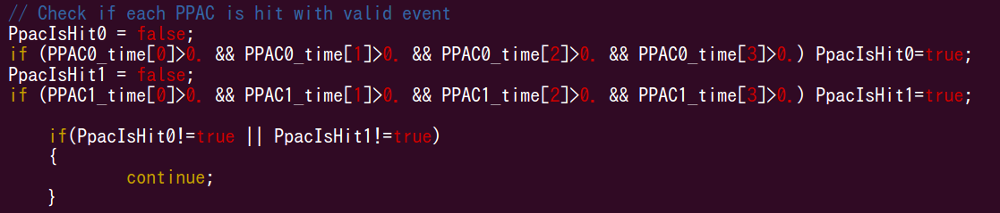 // Check if each PPAC is hit with valid event
PpacIsHit0 = false;
if (PPAC0_time[0]>0. && PPAC0_time[1]>0. && PPAC0_time[2]>0. && PPAC0_time[3]>0.) PpacIsHit0=true;
PpacIsHit1 = false;
if (PPAC1_time[0]>0. && PPAC1_time[1]>0. && PPAC1_time[2]>0. && PPAC1_time[3]>0.) PpacIsHit1=true;
if(PpacIsHit0!=true || PpacIsHit1!=true)
{
continue;
}